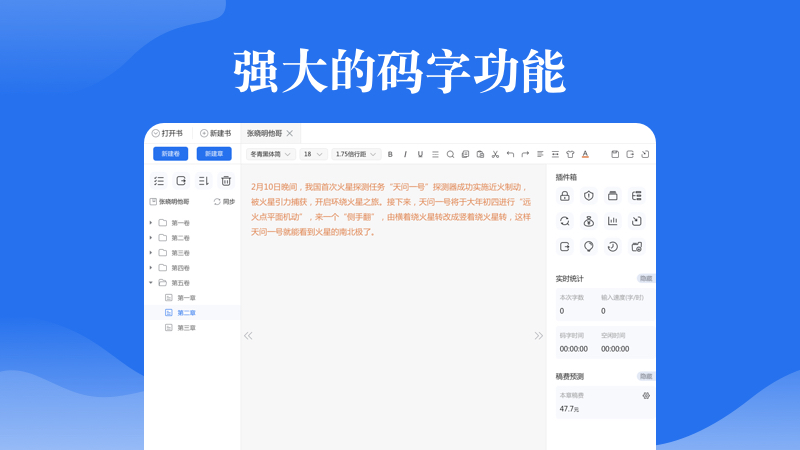 强大的码字功能
打开书 新建书 张晓明他哥
新建卷 新建章 冬青黑体简 18 1.75倍行距 B I U A
张晓明他哥 同步
第一卷
第二卷
第三卷
第四卷
第五卷
第一章
第二章
第三章
2月10日晚间，我国首次火星探测任务“天问一号”探测器成功实施近火制动，
被火星引力捕获，开启环绕火星之旅。接下来，天问一号将于大年初四进行“远
火点平面机动”，来一个“侧手翻”，由横着绕火星转改成竖着绕火星转，这样
天问一号就能看到火星的南北极了。
插件箱
实时统计 隐藏
本次字数 输入速度(字/时)
0 0
码字时间 空闲时间
00:00:00 00:00:00
稿费预测 隐藏
本章稿费
47.7元